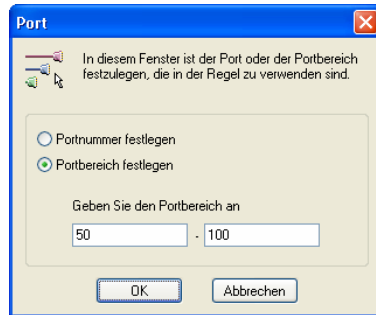 Port
In diesem Fenster ist der Port oder der Portbereich
festzulegen, die in der Regel zu verwenden sind.
Portnummer festlegen
Portbereich festlegen
Geben Sie den Portbereich an
50 - 100
OK Abbrechen